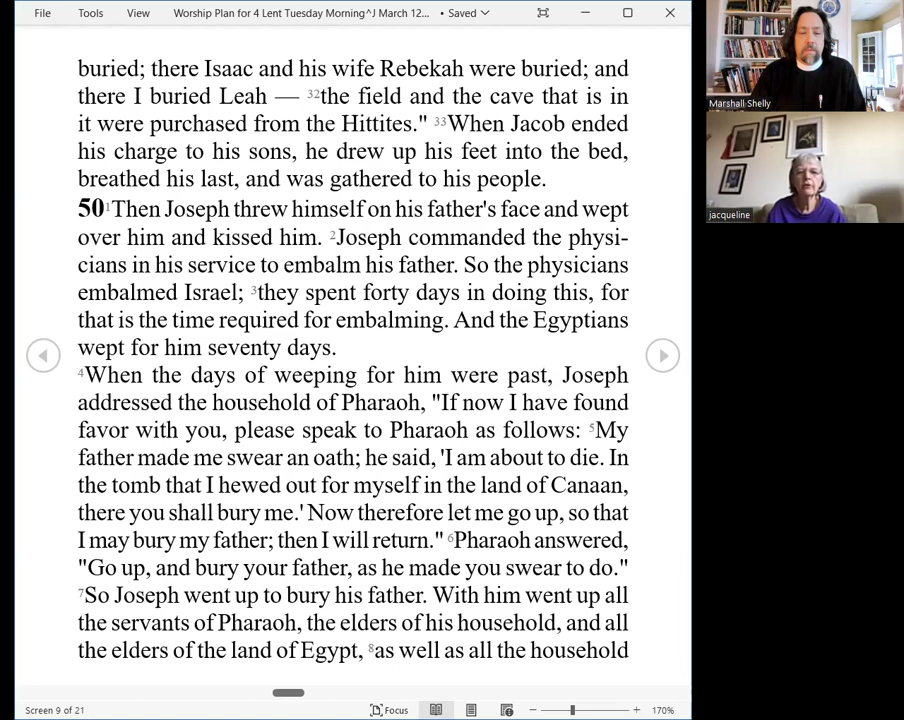 File Tools View Worship Plan for 4 Lent Tuesday Morning^J March 12... • Saved
buried; there Isaac and his wife Rebekah were buried; and
there I buried Leah — 32the field and the cave that is in
it were purchased from the Hittites." 33When Jacob ended
his charge to his sons, he drew up his feet into the bed,
breathed his last, and was gathered to his people.
50 1Then Joseph threw himself on his father's face and wept
over him and kissed him. 2Joseph commanded the physi-
cians in his service to embalm his father. So the physicians
embalmed Israel; 3they spent forty days in doing this, for
that is the time required for embalming. And the Egyptians
wept for him seventy days.
4When the days of weeping for him were past, Joseph
addressed the household of Pharaoh, "If now I have found
favor with you, please speak to Pharaoh as follows: 5My
father made me swear an oath; he said, 'I am about to die. In
the tomb that I hewed out for myself in the land of Canaan,
there you shall bury me.' Now therefore let me go up, so that
I may bury my father; then I will return." 6Pharaoh answered,
"Go up, and bury your father, as he made you swear to do."
7So Joseph went up to bury his father. With him went up all
the servants of Pharaoh, the elders of his household, and all
the elders of the land of Egypt, 8as well as all the household
Screen 9 of 21 Focus 170%
Marshall Shelly
jacqueline